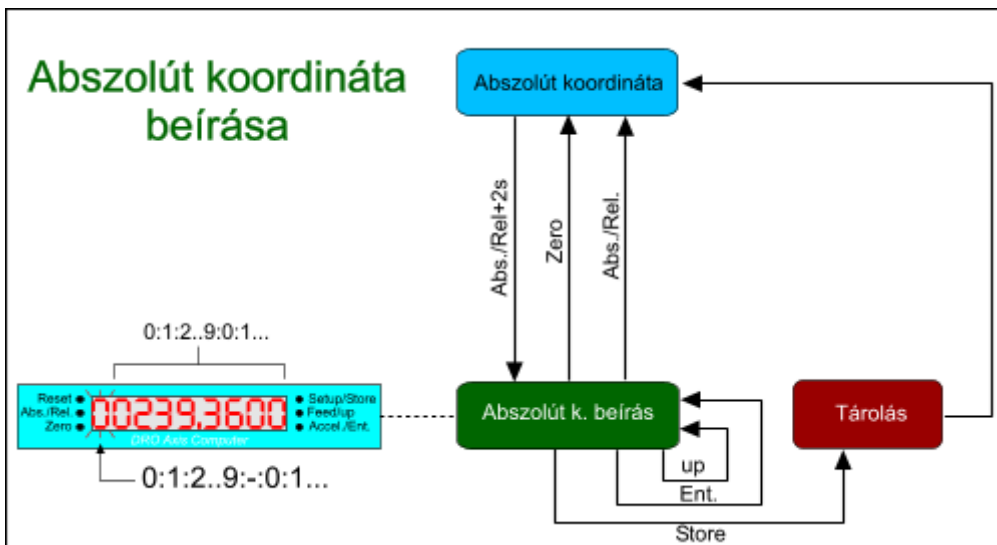 Abszolút koordináta
beírása
Abszolút koordináta
Abs./Rel+2s
Zero
Abs./Rel.
0:1:2..9:0:1...
Reset
Abs./Rel.
Zero
00239.3600
Setup/Store
Feed/up
Accel./Ent.
DRO Axis Computer
0:1:2..9:-:0:1...
Abszolút k. beírás
Tárolás
up
Ent.
Store